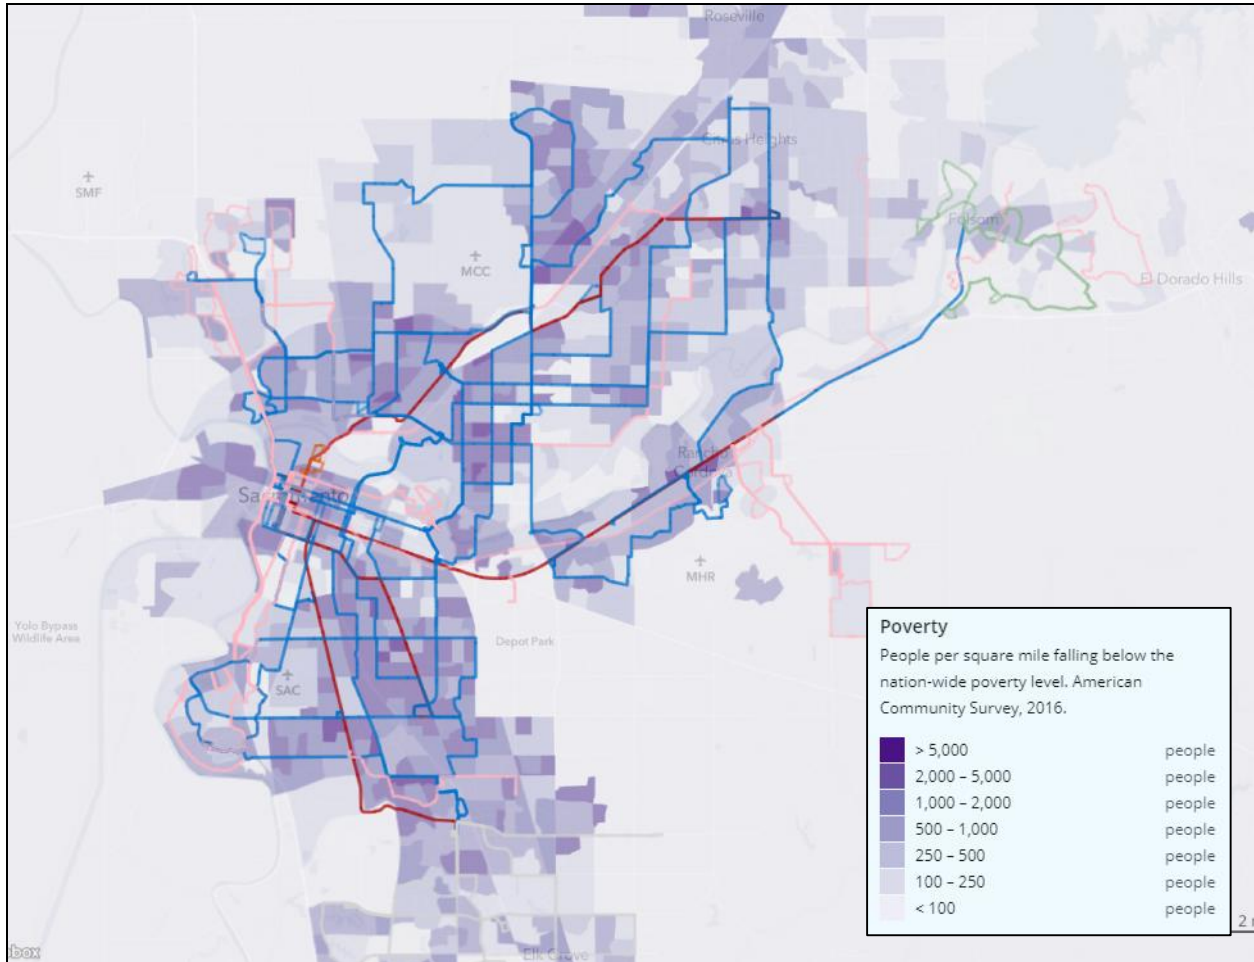 Roseville
Citrus Heights
SMF
MCC
Folsom
El Dorado Hills
Rancho
Cordova
Sacramento
MHR
Yolo Bypass
Wildlife Area
Depot Park
SAC
Elk Grove
Poverty
People per square mile falling below the
nation-wide poverty level. American
Community Survey, 2016.
> 5,000 people
2,000 – 5,000 people
1,000 – 2,000 people
500 – 1,000 people
250 – 500 people
100 – 250 people
< 100 people
2
box